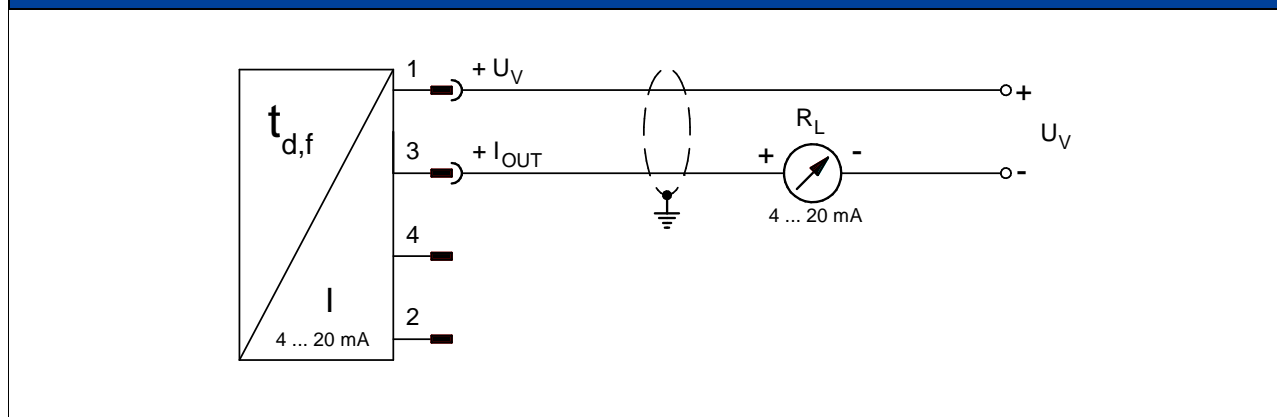 1
+ U_V
+
t_d,f
R_L
U_V
3
+ I_OUT
+
-
-
4 ... 20 mA
4
I
2
4 ... 20 mA